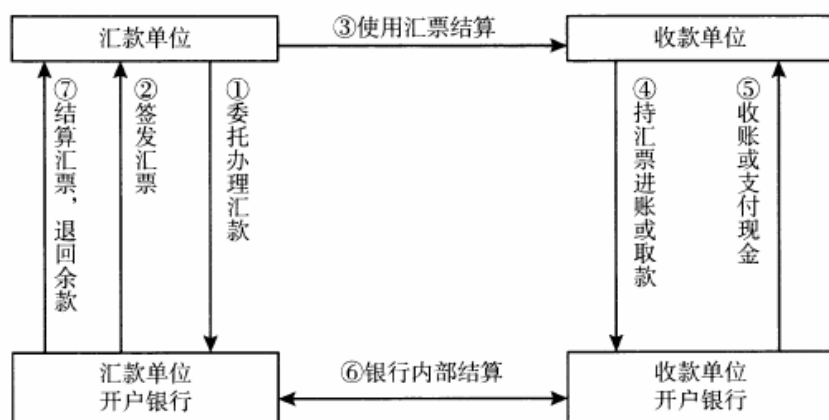 汇款单位
③使用汇票结算
收款单位
⑦结算汇票，退回余款
②签发汇票
①委托办理汇款
④持汇票进账或取款
⑤收账或支付现金
汇款单位
开户银行
⑥银行内部结算
收款单位
开户银行